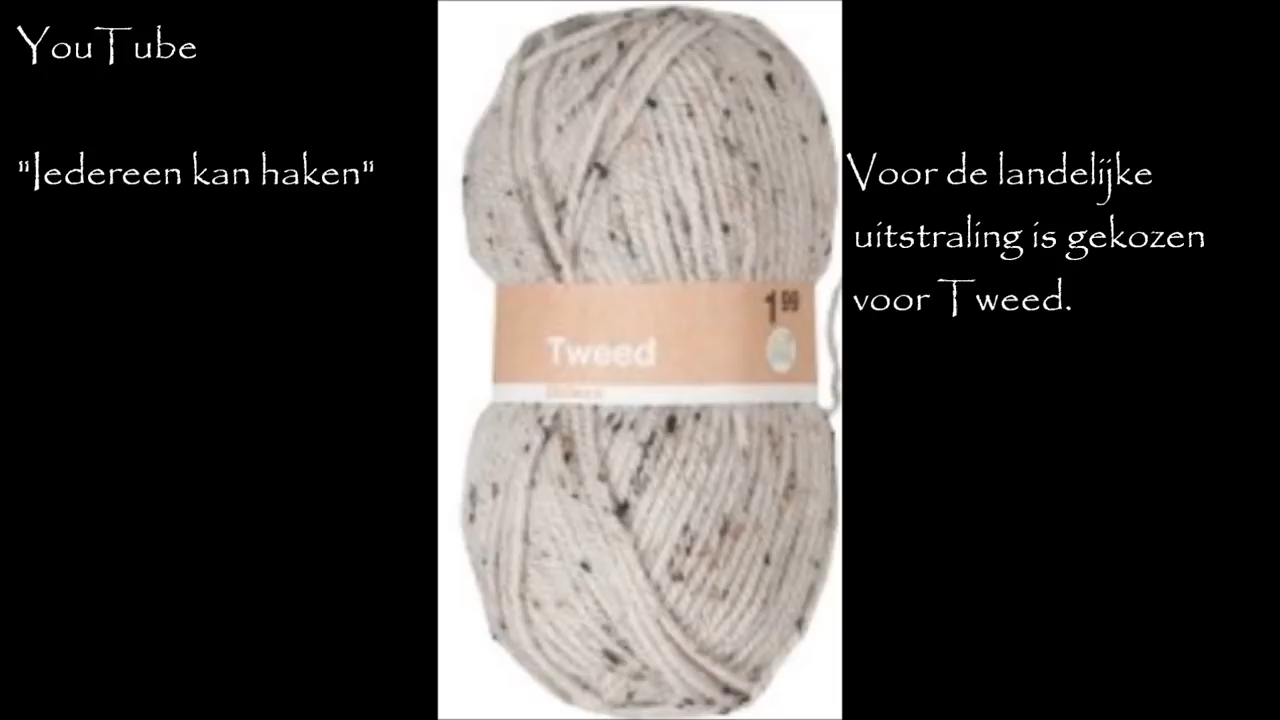 YouTube
"Iedereen kan haken"
Voor de landelijke
uitstraling is gekozen
voor Tweed.
1 99
Tweed